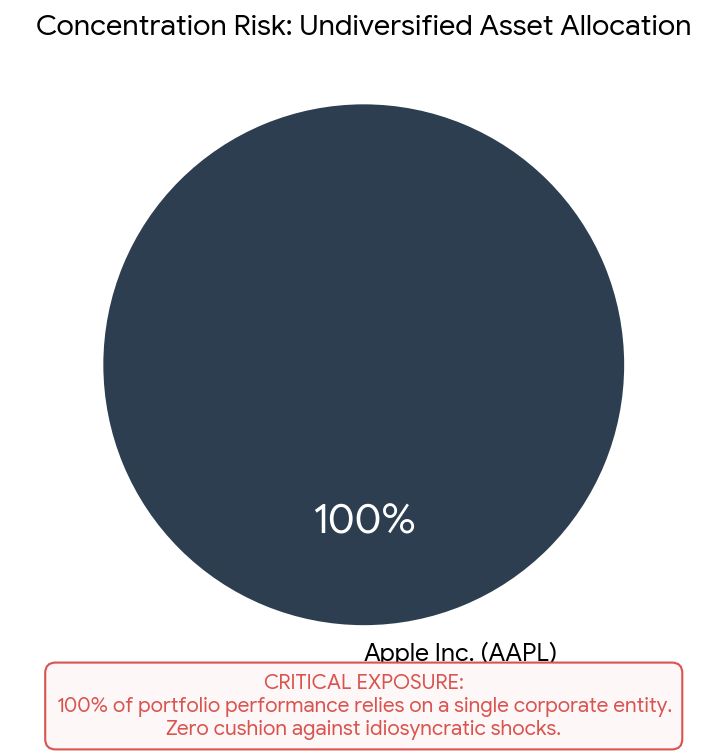 Concentration Risk: Undiversified Asset Allocation
100%
Apple Inc. (AAPL)
CRITICAL EXPOSURE:
100% of portfolio performance relies on a single corporate entity.
Zero cushion against idiosyncratic shocks.